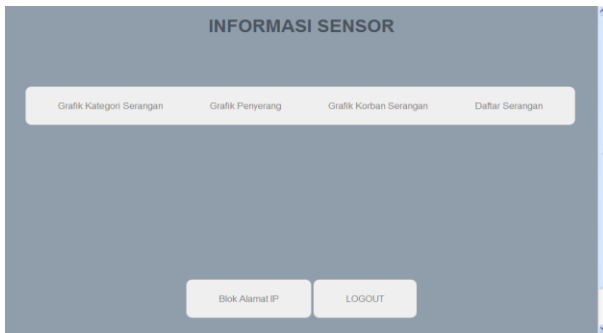 INFORMASI SENSOR
Grafik Kategori Serangan Grafik Penyerang Grafik Korban Serangan Daftar Serangan
Blok Alamat IP LOGOUT